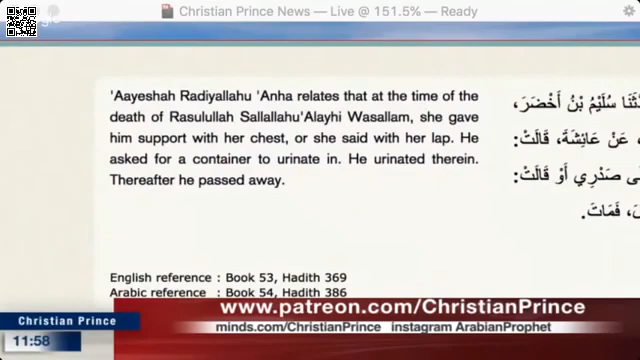 Christian Prince News — Live @ 151.5% — Ready
'Aayeshah Radiyallahu 'Anha relates that at the time of the
death of Rasulullah Sallallahu'Alayhi Wasallam, she gave
him support with her chest, or she said with her lap. He
asked for a container to urinate in. He urinated therein.
Thereafter he passed away.
سُلَيْمُ بْنُ أَخْضَرَ،
عَنْ عَائِشَةَ، قَالَتْ:
صَدْرِي أَوْ قَالَتْ:
فَمَاتَ.
English reference : Book 53, Hadith 369
Arabic reference : Book 54, Hadith 386
www.patreon.com/ChristianPrince
Christian Prince
minds.com/ChristianPrince instagram ArabianProphet
11:58